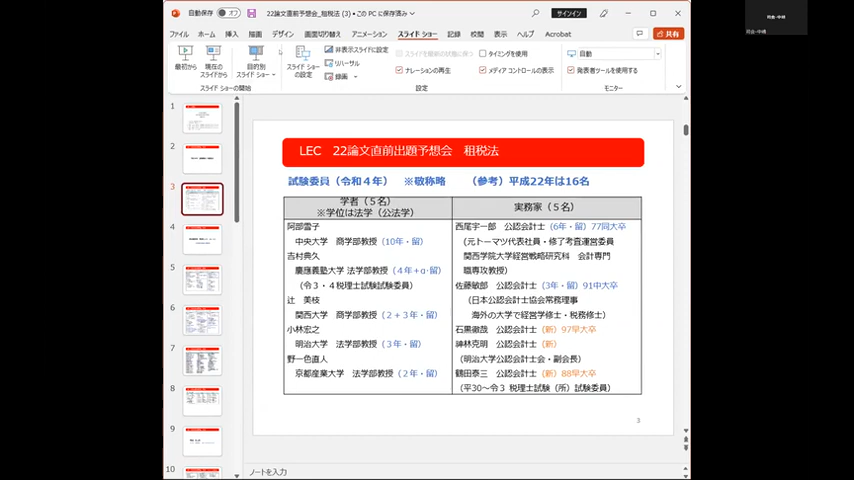 自動保存 オフ 22論文直前予想会_租税法 (3) • この PC に保存済み サインイン
ファイル ホーム 挿入 描画 デザイン 画面切り替え アニメーション スライド ショー 記録 校閲 表示 ヘルプ Acrobat 共有
最初から 現在のスライドから 目的別スライド ショー スライド ショーの設定
非表示スライドに設定
リハーサル
録画
タイミングを使用
ナレーションの再生 メディア コントロールの表示
自動
発表者ツールを使用する
スライド ショーの開始 設定 モニター
1
2
3
4
5
6
7
8
9
10
LEC 22論文直前出題予想会 租税法
試験委員（令和４年） ※敬称略 （参考）平成22年は16名
学者（５名）
※学位は法学（公法学）
阿部雪子
中央大学 商学部教授（10年・留）
吉村典久
慶應義塾大学 法学部教授（４年＋α・留）
（令３・４税理士試験試験委員）
辻 美枝
関西大学 商学部教授（２＋３年・留）
小林宏之
明治大学 法学部教授（３年・留）
野一色直人
京都産業大学 法学部教授（２年・留）
実務家（５名）
西尾宇一郎 公認会計士（6年・留）77同大卒
（元トーマツ代表社員・修了考査運営委員
関西学院大学経営戦略研究科 会計専門
職専攻教授）
佐藤敏郎 公認会計士（3年・留）91中大卒
（日本公認会計士協会常務理事
海外の大学で経営学修士・税務修士）
石黒徹哉 公認会計士（新）97早大卒
神林克明 公認会計士（新）
（明治大学公認会計士会・副会長）
鶴田泰三 公認会計士（新）88早大卒
（平30～令３ 税理士試験（所）試験委員）
3
ノートを入力